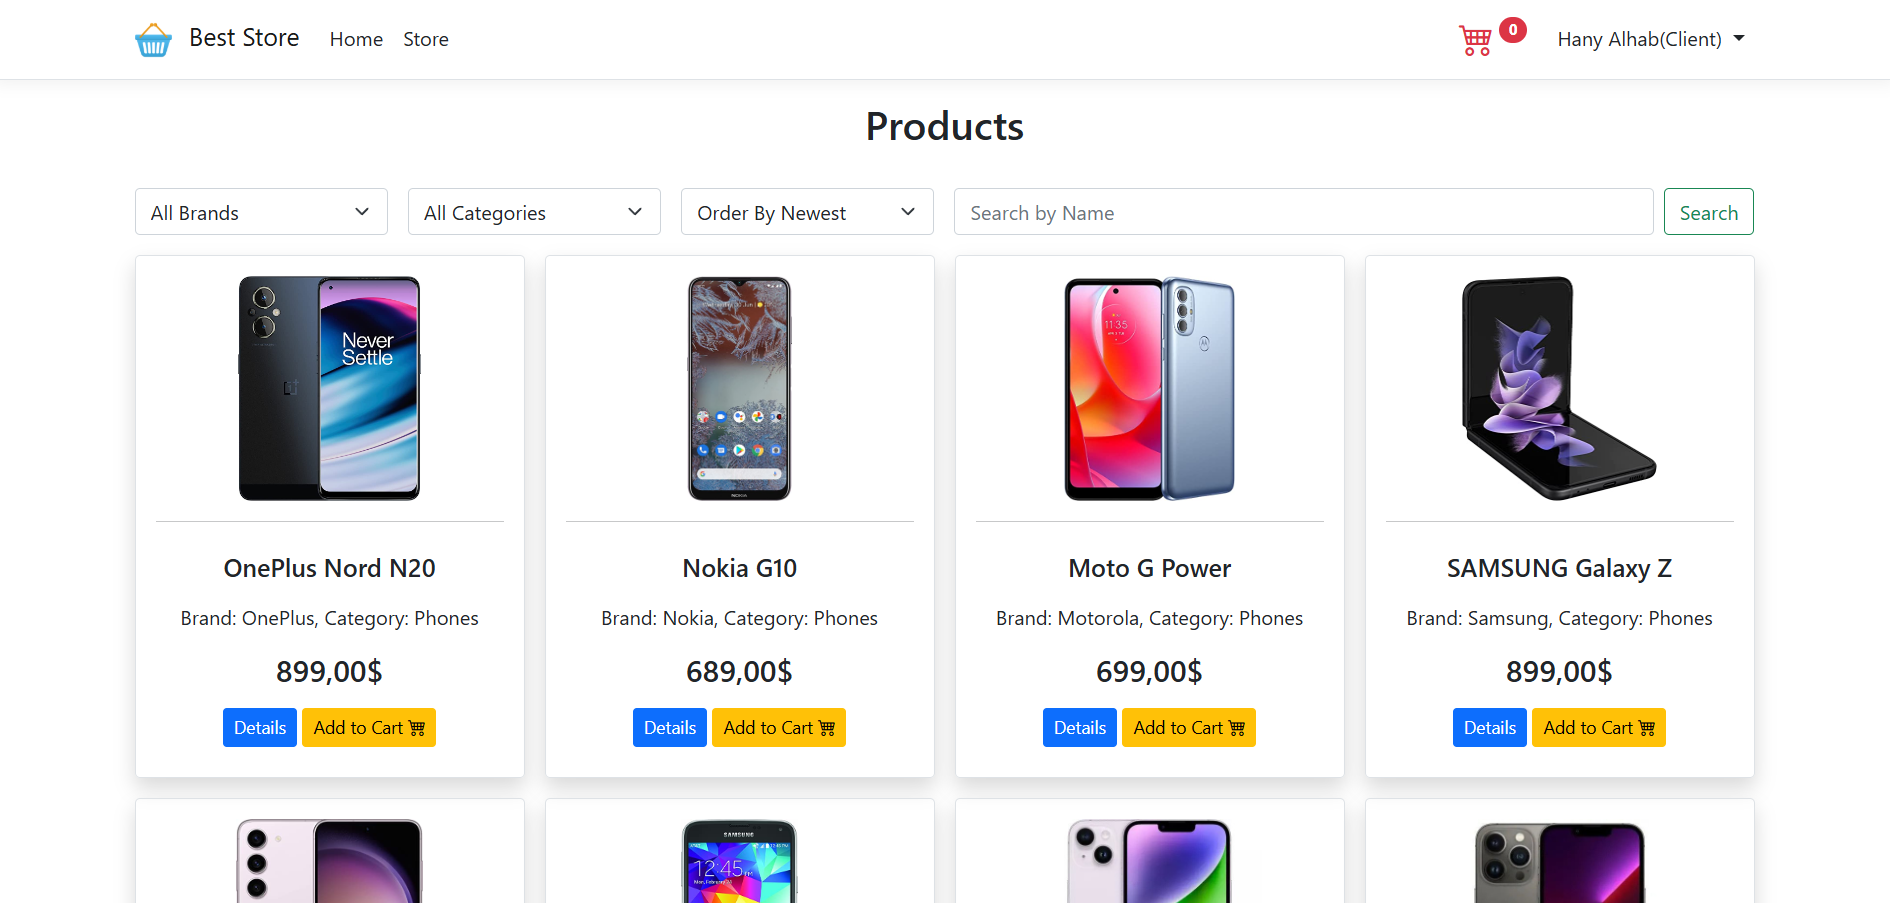 Best Store
Home
Store
0
Hany Alhab(Client)
Products
All Brands
All Categories
Order By Newest
Search by Name
Search
Never
Settle
NOKIA
11:35
OnePlus Nord N20
Brand: OnePlus, Category: Phones
899,00$
Details
Add to Cart
Nokia G10
Brand: Nokia, Category: Phones
689,00$
Details
Add to Cart
Moto G Power
Brand: Motorola, Category: Phones
699,00$
Details
Add to Cart
SAMSUNG Galaxy Z
Brand: Samsung, Category: Phones
899,00$
Details
Add to Cart
SAMSUNG
12:45